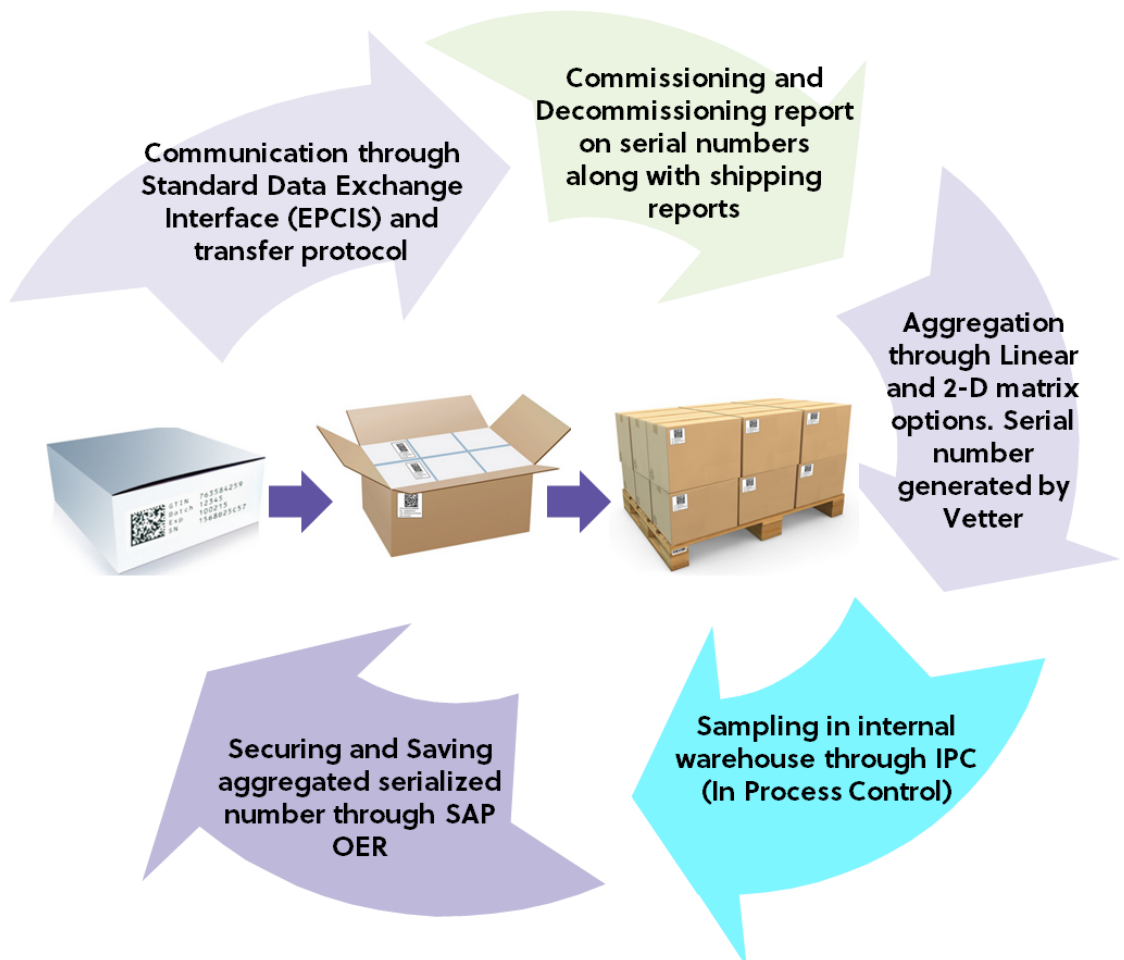 Communication through
Standard Data Exchange
Interface (EPCIS) and
transfer protocol
Commissioning and
Decommissioning report
on serial numbers
along with shipping
reports
Aggregation
through Linear
and 2-D matrix
options. Serial
number
generated by
Vetter
GTIN 763584259
Batch 12345
Exp 100215
SN 1568025C57
Sampling in internal
warehouse through IPC
(In Process Control)
Securing and Saving
aggregated serialized
number through SAP
OER